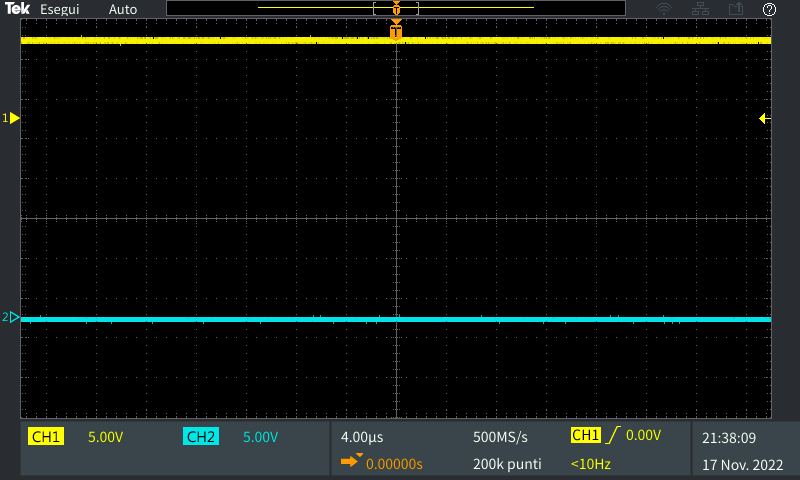 Tek Esegui Auto
T
?
T
1
2
CH1 5.00V CH2 5.00V 4.00µs 500MS/s CH1 0.00V 21:38:09
0.00000s 200k punti <10Hz 17 Nov. 2022